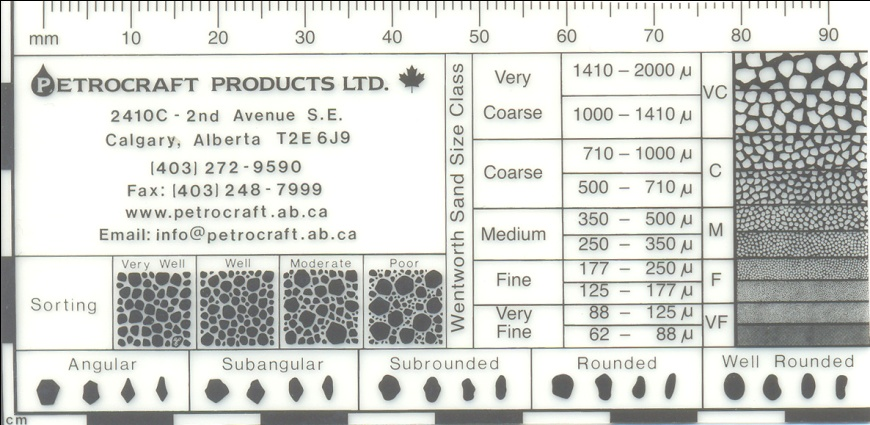 mm 10 20 30 40 50 60 70 80 90
PETROCRAFT PRODUCTS LTD.
2410C - 2nd Avenue S.E.
Calgary, Alberta T2E 6J9
(403) 272-9590
Fax: (403) 248-7999
www.petrocraft.ab.ca
Email: info@petrocraft.ab.ca
Sorting
Very Well
Well
Moderate
Poor
Wentworth Sand Size Class
Very Coarse
1410 – 2000 µ
1000 – 1410 µ
VC
Coarse
710 – 1000 µ
500 – 710 µ
C
Medium
350 – 500 µ
250 – 350 µ
M
Fine
177 – 250 µ
125 – 177 µ
F
Very Fine
88 – 125 µ
62 – 88 µ
VF
Angular
Subangular
Subrounded
Rounded
Well Rounded
cm